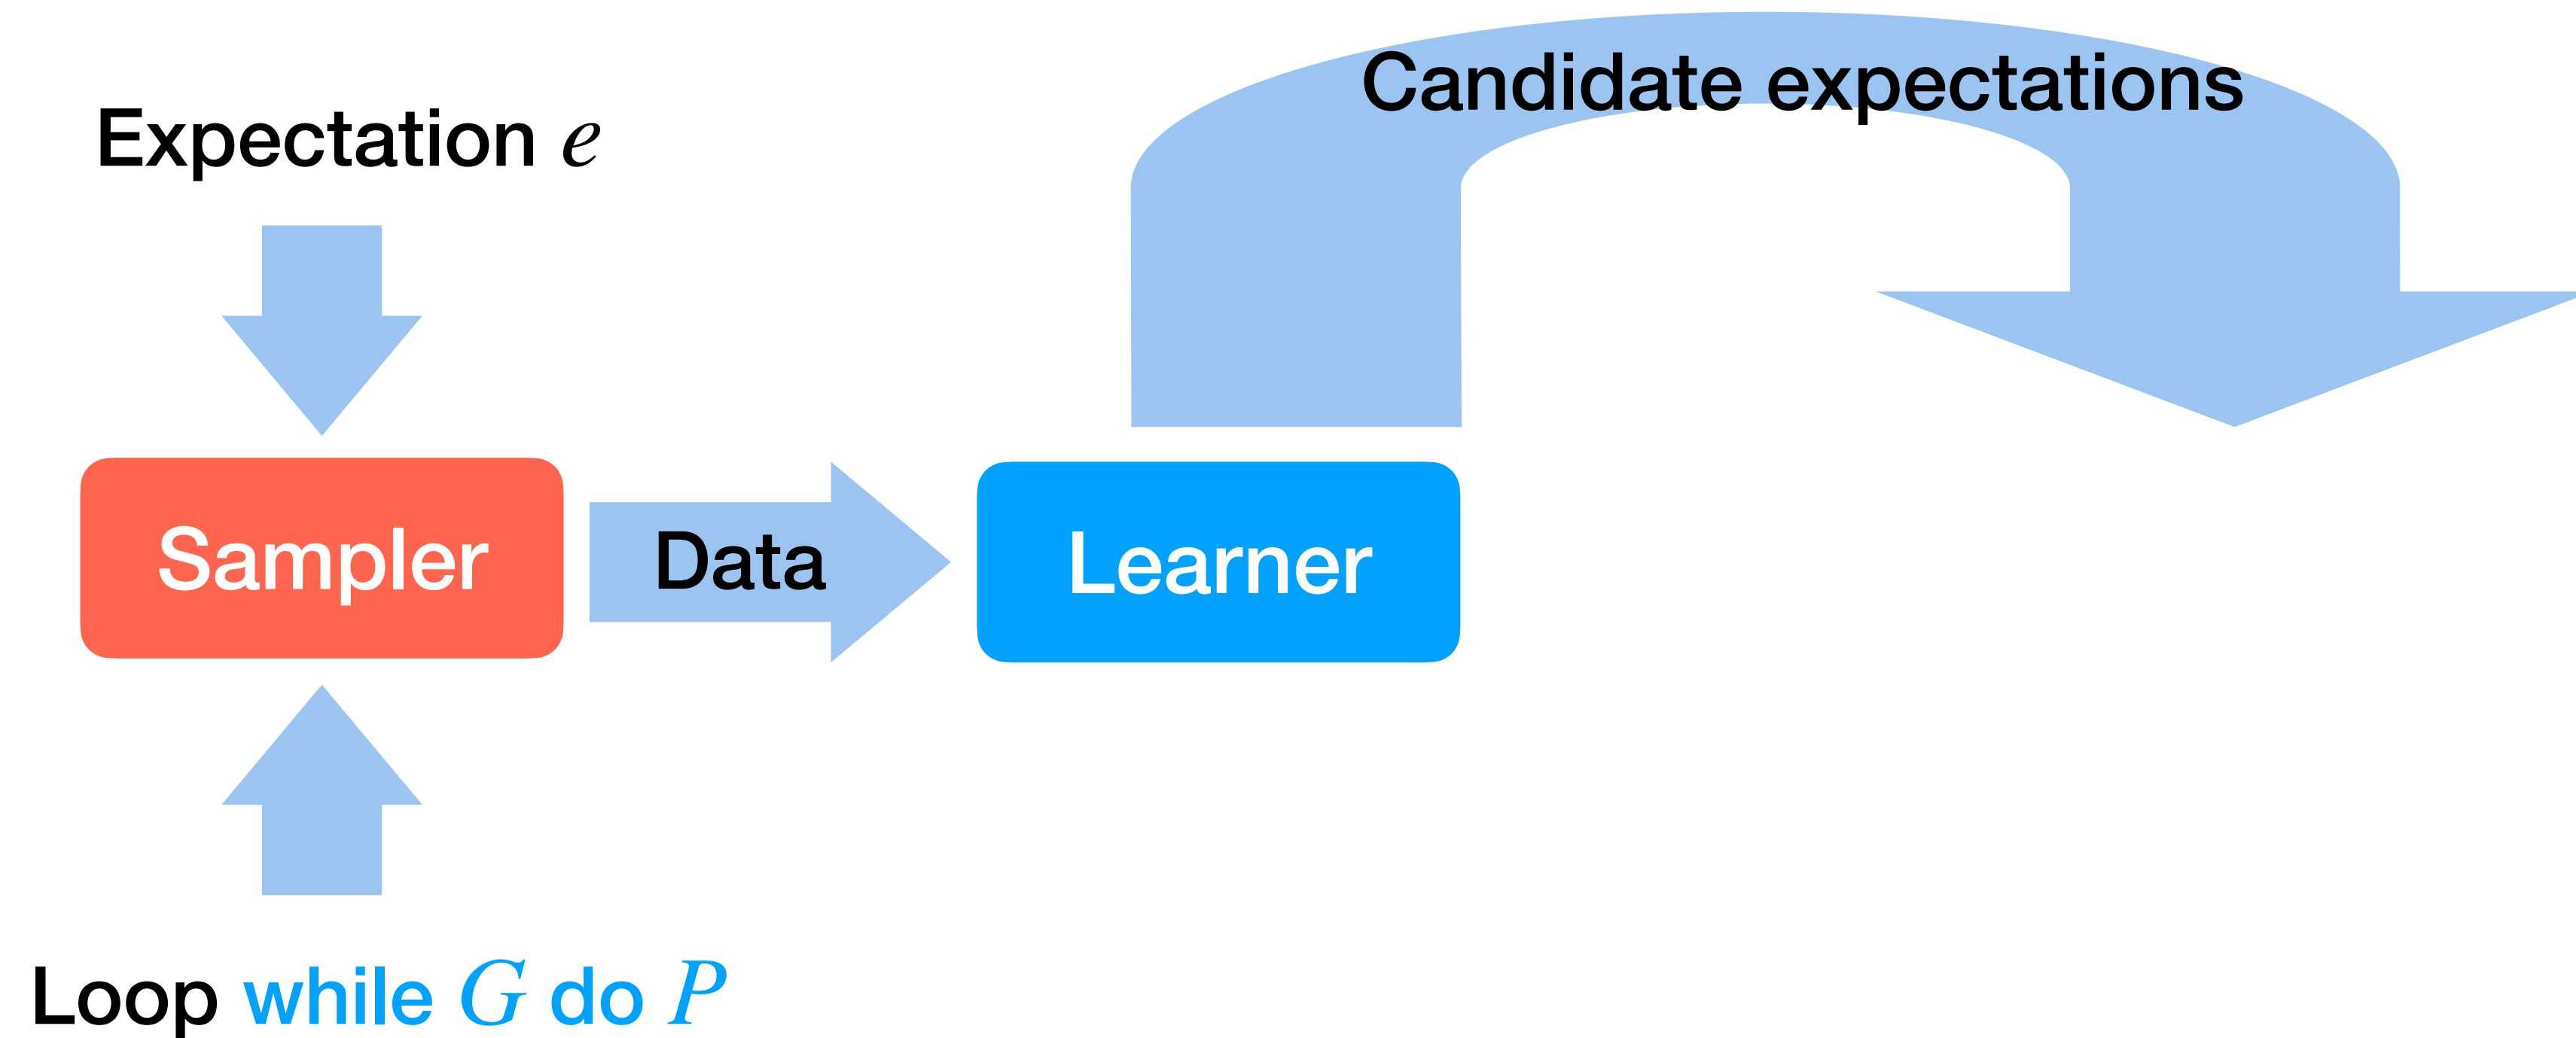 Candidate expectations
Expectation e
Sampler
Data
Learner
Loop while G do P